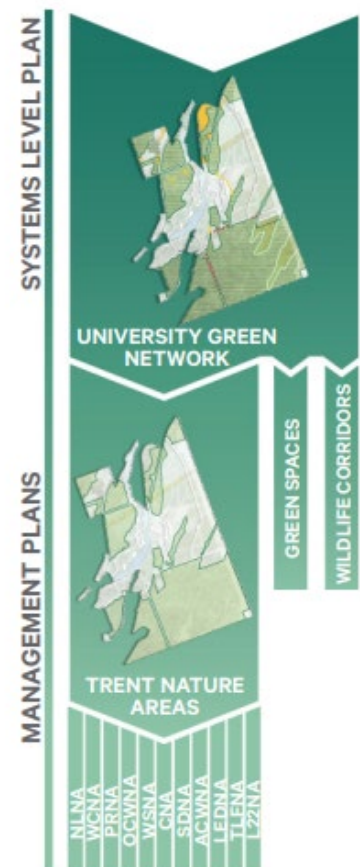 SYSTEMS LEVEL PLAN
UNIVERSITY GREEN
NETWORK
MANAGEMENT PLANS
GREEN SPACES
WILDLIFE CORRIDORS
TRENT NATURE
AREAS
NLNA
WCNA
PRNA
OCWNA
WSNA
CNA
SDNA
ACWNA
LEDNA
TLFNA
L22NA